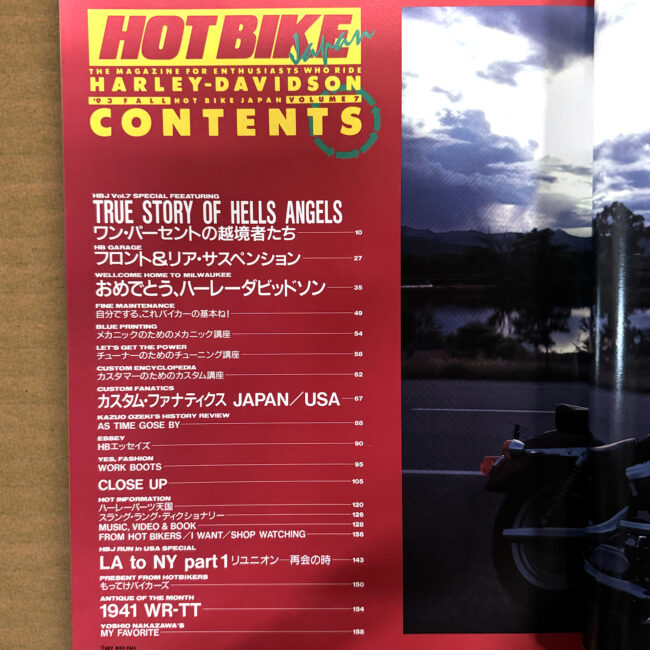 HOT BIKE
Japan
THE MAGAZINE FOR ENTHUSIASTS WHO RIDE
HARLEY-DAVIDSON
'93 FALL HOT BIKE JAPAN VOLUME 7
CONTENTS
HBJ Vol.7 SPECIAL FEEATURING
TRUE STORY OF HELLS ANGELS
ワン・パーセントの越境者たち 10
HB GARAGE
フロント&リア・サスペンション 27
WELLCOME HOME TO MILWAUKEE
おめでとう、ハーレーダビッドソン 35
FINE MAINTENANCE
自分でする、これバイカーの基本ね! 49
BLUE PRINTING
メカニックのためのメカニック講座 54
LET'S GET THE POWER
チューナーのためのチューニング講座 58
CUSTOM ENCYCLOPEDIA
カスタマーのためのカスタム講座 62
CUSTOM FANATICS
カスタム・ファナティクス JAPAN/USA 67
KAZUO OZEKI'S HISTORY REVIEW
AS TIME GOSE BY 88
ESSEY
HBエッセイズ 90
YES, FASHION
WORK BOOTS 95
CLOSE UP 105
HOT INFORMATION
ハーレーパーツ天国 120
スラング・ラング・ディクショナリー 126
MUSIC, VIDEO & BOOK 128
FROM HOT BIKERS/I WANT/SHOP WATCHING 156
HBJ RUN in USA SPECIAL
LA to NY part 1 リユニオン—再会の時 143
PRESENT FROM HOTBIKERS
もってけバイカーズ 150
ANTIQUE OF THE MONTH
1941 WR-TT 154
YOSHIO NAKAZAWA'S
MY FAVORITE 158